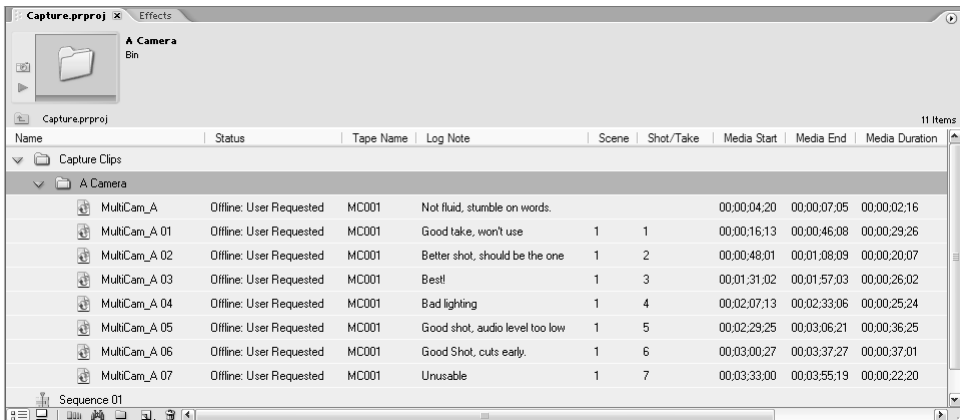 Capture.prproj x Effects
A Camera
Bin
Capture.prproj 11 Items
Name Status Tape Name Log Note Scene Shot/Take Media Start Media End Media Duration
Capture Clips
A Camera
MultiCam_A Offline: User Requested MC001 Not fluid, stumble on words. 00;00;04;20 00;00;07;05 00;00;02;16
MultiCam_A 01 Offline: User Requested MC001 Good take, won't use 1 1 00;00;16;13 00;00;46;08 00;00;29;26
MultiCam_A 02 Offline: User Requested MC001 Better shot, should be the one 1 2 00;00;48;01 00;01;08;09 00;00;20;07
MultiCam_A 03 Offline: User Requested MC001 Best! 1 3 00;01;31;02 00;01;57;03 00;00;26;02
MultiCam_A 04 Offline: User Requested MC001 Bad lighting 1 4 00;02;07;13 00;02;33;06 00;00;25;24
MultiCam_A 05 Offline: User Requested MC001 Good shot, audio level too low 1 5 00;02;29;25 00;03;06;21 00;00;36;25
MultiCam_A 06 Offline: User Requested MC001 Good Shot, cuts early. 1 6 00;03;00;27 00;03;37;27 00;00;37;01
MultiCam_A 07 Offline: User Requested MC001 Unusable 1 7 00;03;33;00 00;03;55;19 00;00;22;20
Sequence 01